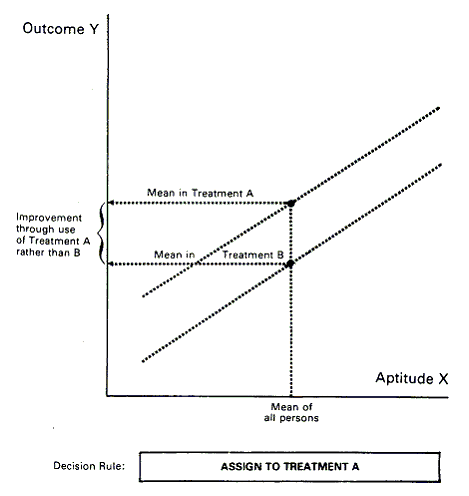 Outcome Y
Mean in Treatment A
Improvement
through use
of Treatment A
rather than B
Mean in Treatment B
Aptitude X
Mean of
all persons
Decision Rule:
ASSIGN TO TREATMENT A